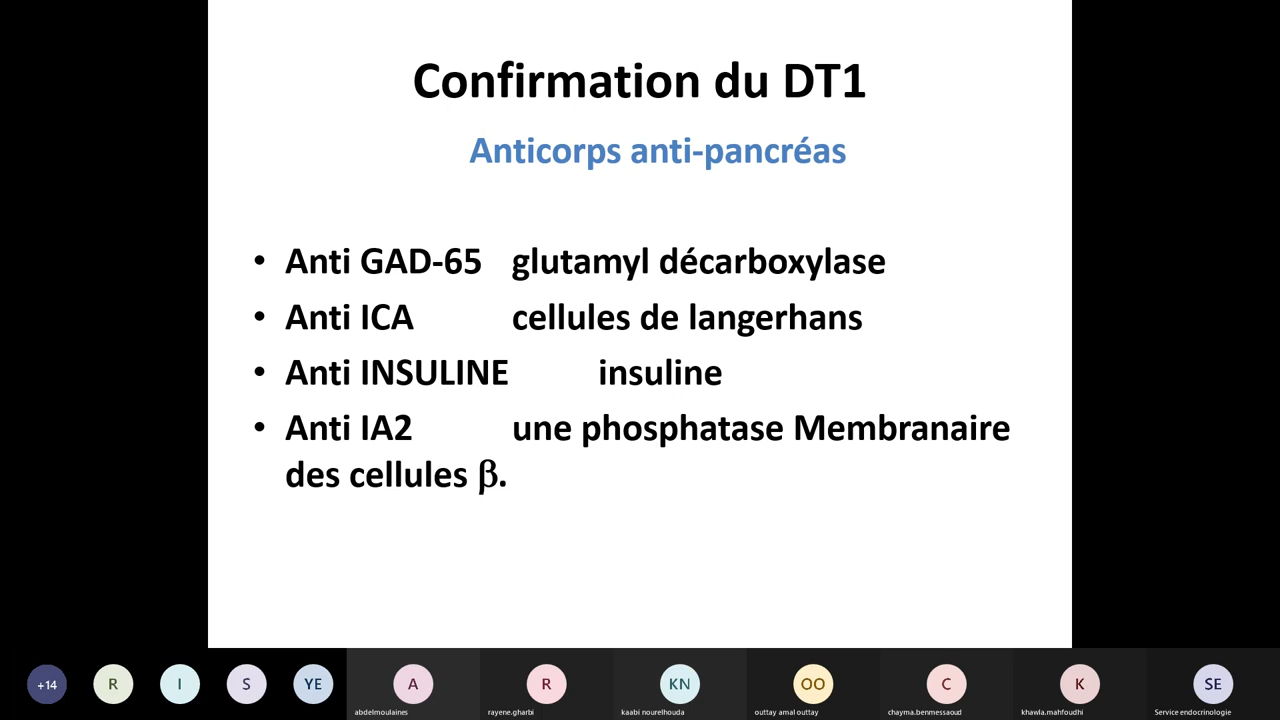 Confirmation du DT1
Anticorps anti-pancréas
• Anti GAD-65 glutamyl décarboxylase
• Anti ICA cellules de langerhans
• Anti INSULINE insuline
• Anti IA2 une phosphatase Membranaire
des cellules β.
+14 R I S YE A R KN OO C K SE
abdelmoulaines rayene.gharbi kaabi nourelhouda outtay amal outtay chayma.benmessaoud khawla.mahfoudhi Service endocrinologie